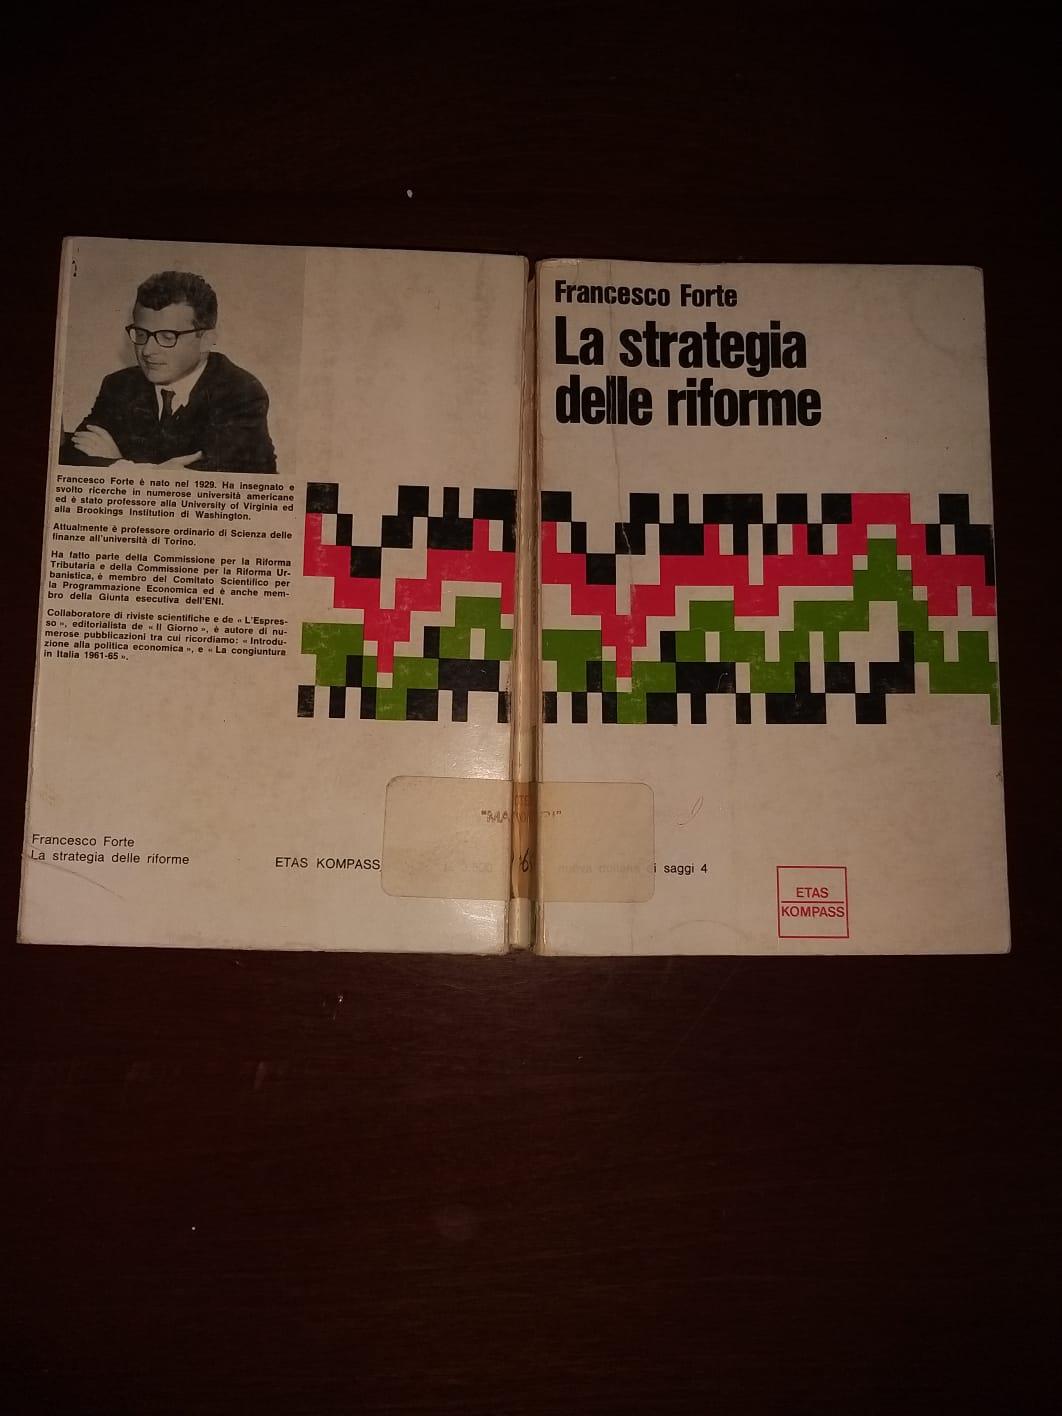 Francesco Forte è nato nel 1929. Ha insegnato e
svolto ricerche in numerose università americane
ed è stato professore alla University of Virginia ed
alla Brookings Institution di Washington.
Attualmente è professore ordinario di Scienza delle
finanze all'università di Torino.
Ha fatto parte della Commissione per la Riforma
Tributaria e della Commissione per la Riforma Ur-
banistica, è membro del Comitato Scientifico per
la Programmazione Economica ed è anche mem-
bro della Giunta esecutiva dell'ENI.
Collaboratore di riviste scientifiche e de « L'Espres-
so », editorialista de « Il Giorno », è autore di nu-
merose pubblicazioni tra cui ricordiamo: « Introdu-
zione alla politica economica », e « La congiuntura
in Italia 1961-65 ».
Francesco Forte
La strategia delle riforme
ETAS KOMPASS
nuova collana di saggi 4
Francesco Forte
La strategia
delle riforme
ETAS
KOMPASS